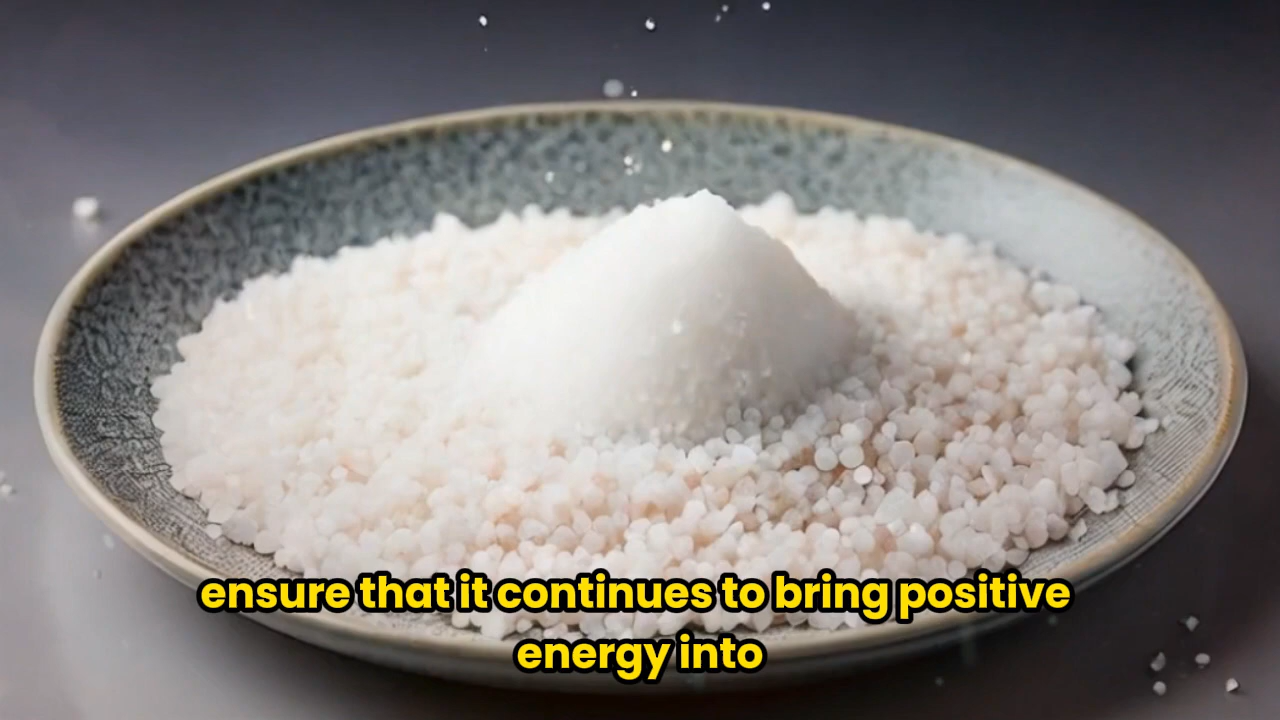 ensure that it continues to bring positive
energy into